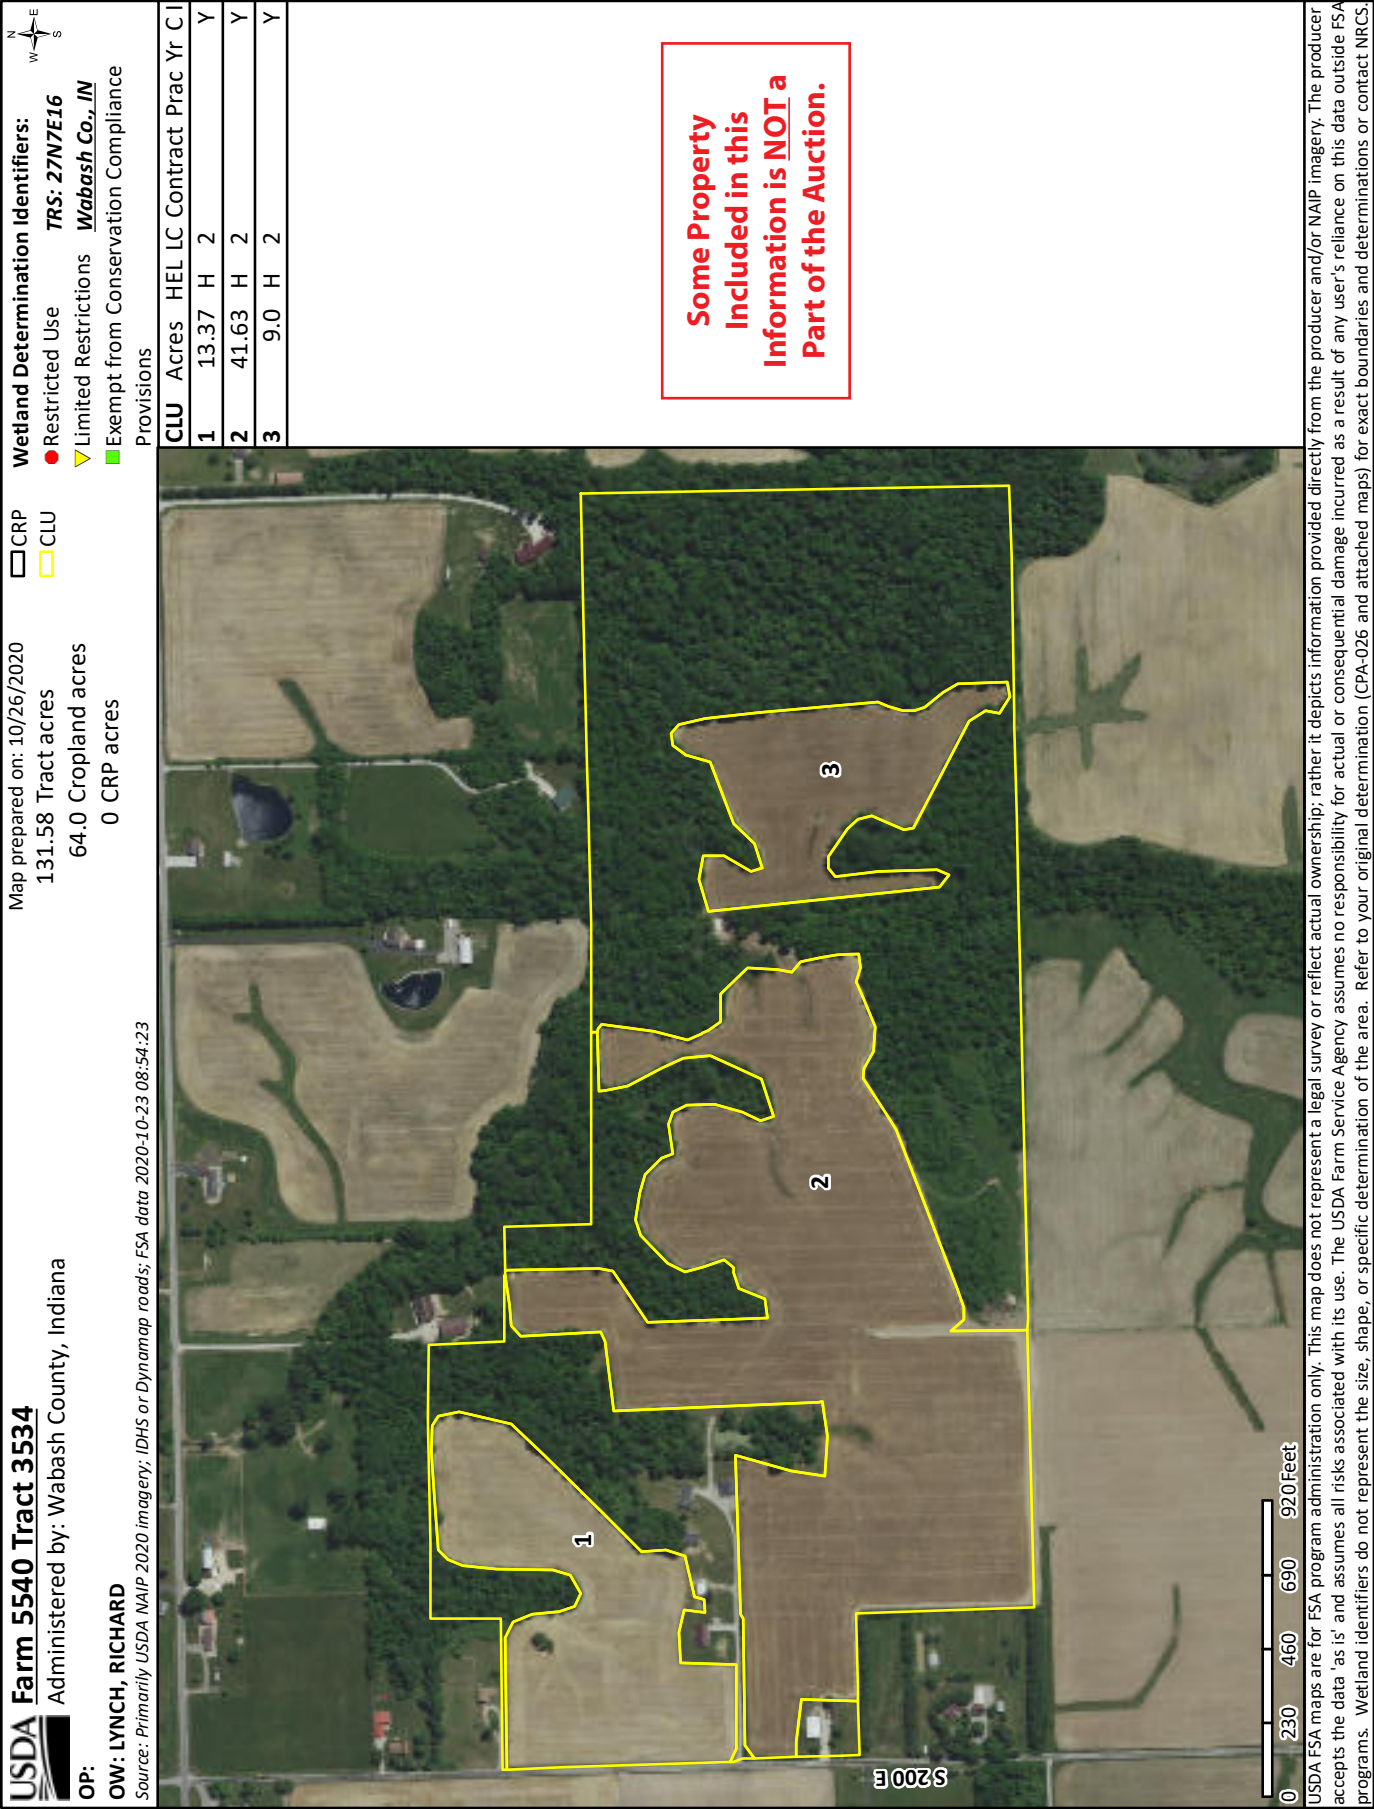 USDA Farm 5540 Tract 3534
Administered by: Wabash County, Indiana
OP:
OW: LYNCH, RICHARD
Source: Primarily USDA NAIP 2020 imagery; IDHS or Dynamap roads; FSA data 2020-10-23 08:54:23
Map prepared on: 10/26/2020
131.58 Tract acres
64.0 Cropland acres
0 CRP acres
CRP
CLU
Wetland Determination Identifiers:
Restricted Use
Limited Restrictions
Exempt from Conservation Compliance
Provisions
TRS: 27N7E16
Wabash Co., IN
N
E
S
W
CLU Acres HEL LC Contract Prac Yr C I
1 13.37 H 2 Y
2 41.63 H 2 Y
3 9.0 H 2 Y
Some Property
Included in this
Information is NOT a
Part of the Auction.
1
2
3
S 200 E
0 230 460 690 920 Feet
USDA FSA maps are for FSA program administration only. This map does not represent a legal survey or reflect actual ownership; rather it depicts information provided directly from the producer and/or NAIP imagery. The producer
accepts the data 'as is' and assumes all risks associated with its use. The USDA Farm Service Agency assumes no responsibility for actual or consequential damage incurred as a result of any user's reliance on this data outside FSA
programs. Wetland identifiers do not represent the size, shape, or specific determination of the area. Refer to your original determination (CPA-026 and attached maps) for exact boundaries and determinations or contact NRCS.